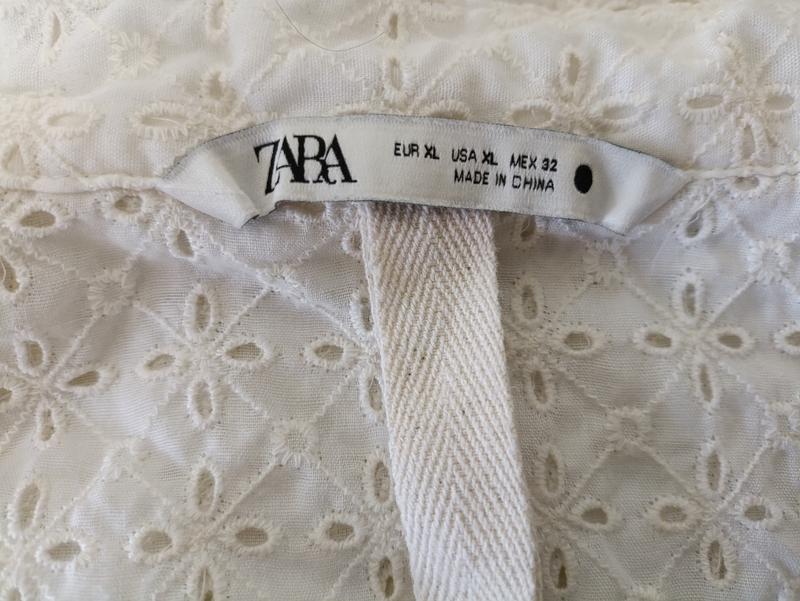 ZARA
EUR XL USA XL MEX 32
MADE IN CHINA